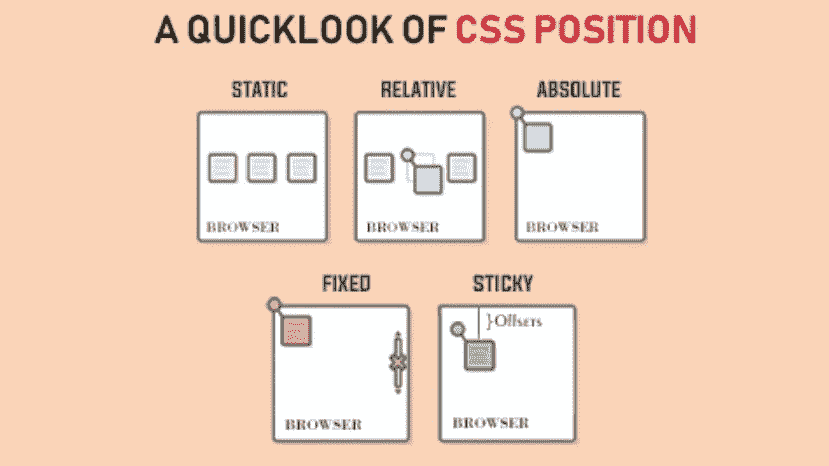 A QUICKLOOK OF CSS POSITION
STATIC
RELATIVE
ABSOLUTE
BROWSER
BROWSER
BROWSER
FIXED
STICKY
}Offsets
BROWSER
BROWSER